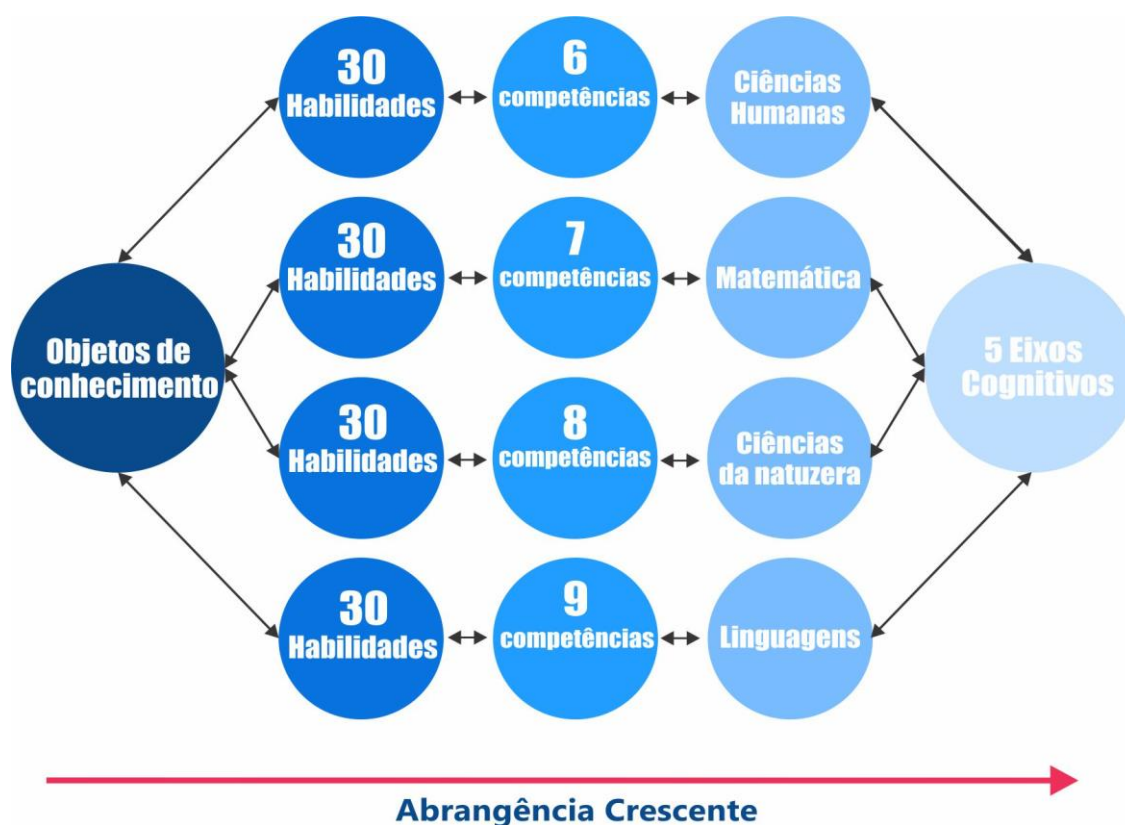 30
Habilidades
6
competências
Ciências
Humanas
30
Habilidades
7
competências
Matemática
Objetos de
conhecimento
5 Eixos
Cognitivos
30
Habilidades
8
competências
Ciências
da natuzera
30
Habilidades
9
competências
Linguagens
Abrangência Crescente